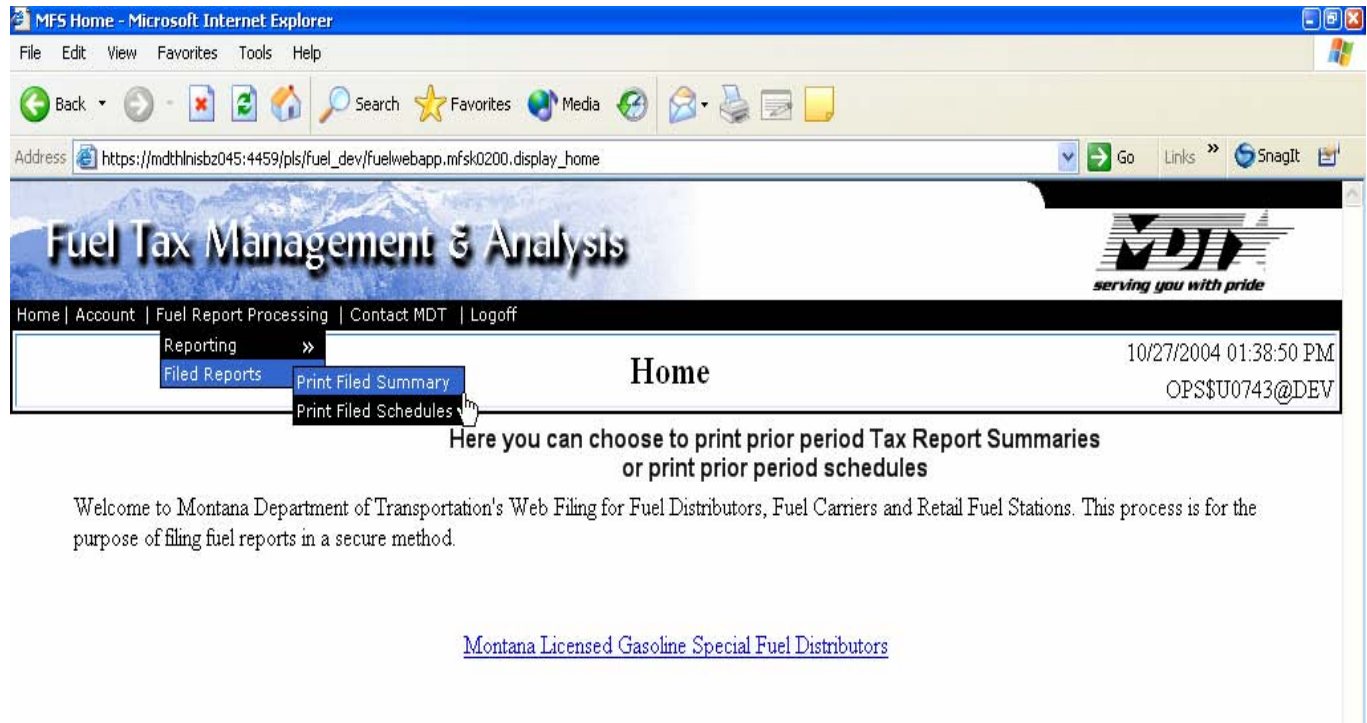 MFS Home - Microsoft Internet Explorer
File Edit View Favorites Tools Help
Back Search Favorites Media
Address https://mdthlnisbz045:4459/pls/fuel_dev/fuelwebapp.mfsk0200.display_home Go Links » SnagIt
Fuel Tax Management & Analysis
MDT
serving you with pride
Home | Account | Fuel Report Processing | Contact MDT | Logoff
Reporting »
Filed Reports
Print Filed Summary
Print Filed Schedules
Home
10/27/2004 01:38:50 PM
OPS$U0743@DEV
Here you can choose to print prior period Tax Report Summaries
or print prior period schedules
Welcome to Montana Department of Transportation's Web Filing for Fuel Distributors, Fuel Carriers and Retail Fuel Stations. This process is for the
purpose of filing fuel reports in a secure method.
Montana Licensed Gasoline Special Fuel Distributors